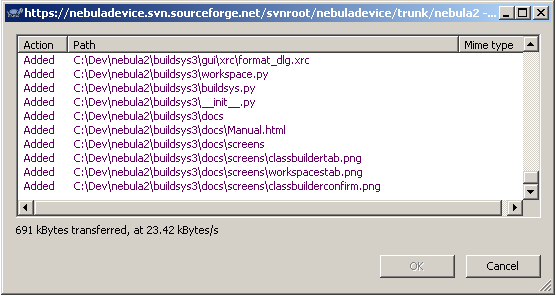 https://nebuladevice.svn.sourceforge.net/svnroot/nebuladevice/trunk/nebula2 -...
Action Path Mime type
Added C:\Dev\nebula2\buildsys3\gui\xrc\format_dlg.xrc
Added C:\Dev\nebula2\buildsys3\workspace.py
Added C:\Dev\nebula2\buildsys3\buildsys.py
Added C:\Dev\nebula2\buildsys3\__init__.py
Added C:\Dev\nebula2\buildsys3\docs
Added C:\Dev\nebula2\buildsys3\docs\Manual.html
Added C:\Dev\nebula2\buildsys3\docs\screens
Added C:\Dev\nebula2\buildsys3\docs\screens\classbuildertab.png
Added C:\Dev\nebula2\buildsys3\docs\screens\workspacestab.png
Added C:\Dev\nebula2\buildsys3\docs\screens\classbuilderconfirm.png
691 kBytes transferred, at 23.42 kBytes/s
OK Cancel